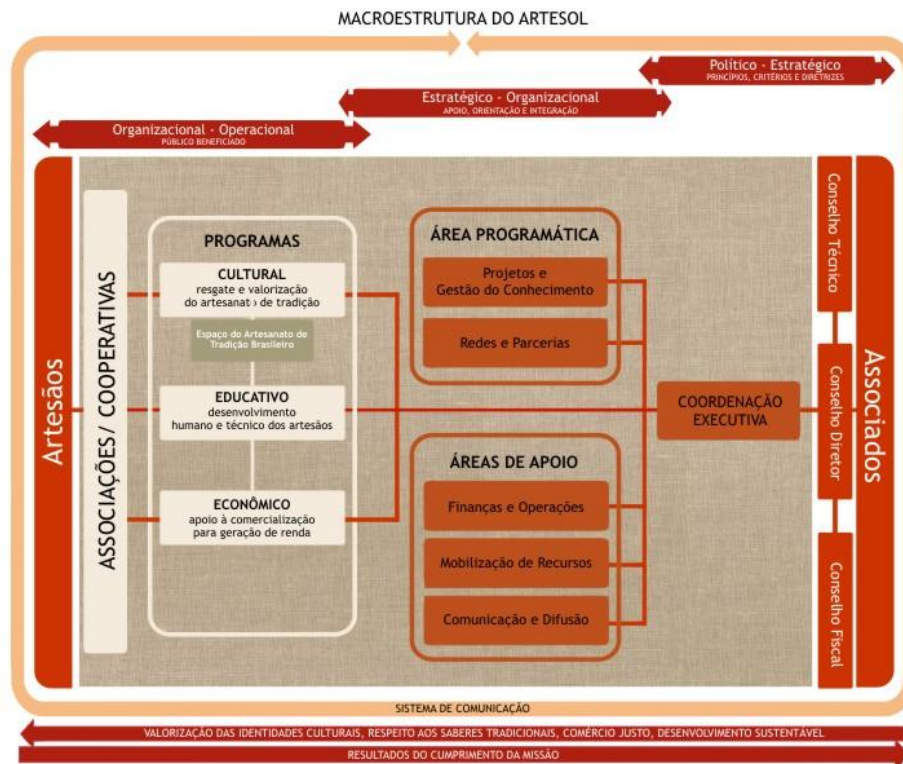 MACROESTRUTURA DO ARTESOL
Político - Estratégico
PRINCÍPIOS, CRITÉRIOS E DIRETRIZES
Estratégico - Organizacional
APOIO, ORIENTAÇÃO E INTEGRAÇÃO
Organizacional - Operacional
PÚBLICO BENEFICIADO
Artesãos
ASSOCIAÇÕES/ COOPERATIVAS
PROGRAMAS
CULTURAL
resgate e valorização
do artesanato de tradição
Espaço do Artesanato de
Tradição Brasileiro
EDUCATIVO
desenvolvimento
humano e técnico dos artesãos
ECONÔMICO
apoio à comercialização
para geração de renda
ÁREA PROGRAMÁTICA
Projetos e
Gestão do Conhecimento
Redes e Parcerias
ÁREAS DE APOIO
Finanças e Operações
Mobilização de Recursos
Comunicação e Difusão
COORDENAÇÃO
EXECUTIVA
Conselho Técnico
Conselho Diretor
Conselho Fiscal
Associados
SISTEMA DE COMUNICAÇÃO
VALORIZAÇÃO DAS IDENTIDADES CULTURAIS, RESPEITO AOS SABERES TRADICIONAIS, COMÉRCIO JUSTO, DESENVOLVIMENTO SUSTENTÁVEL
RESULTADOS DO CUMPRIMENTO DA MISSÃO